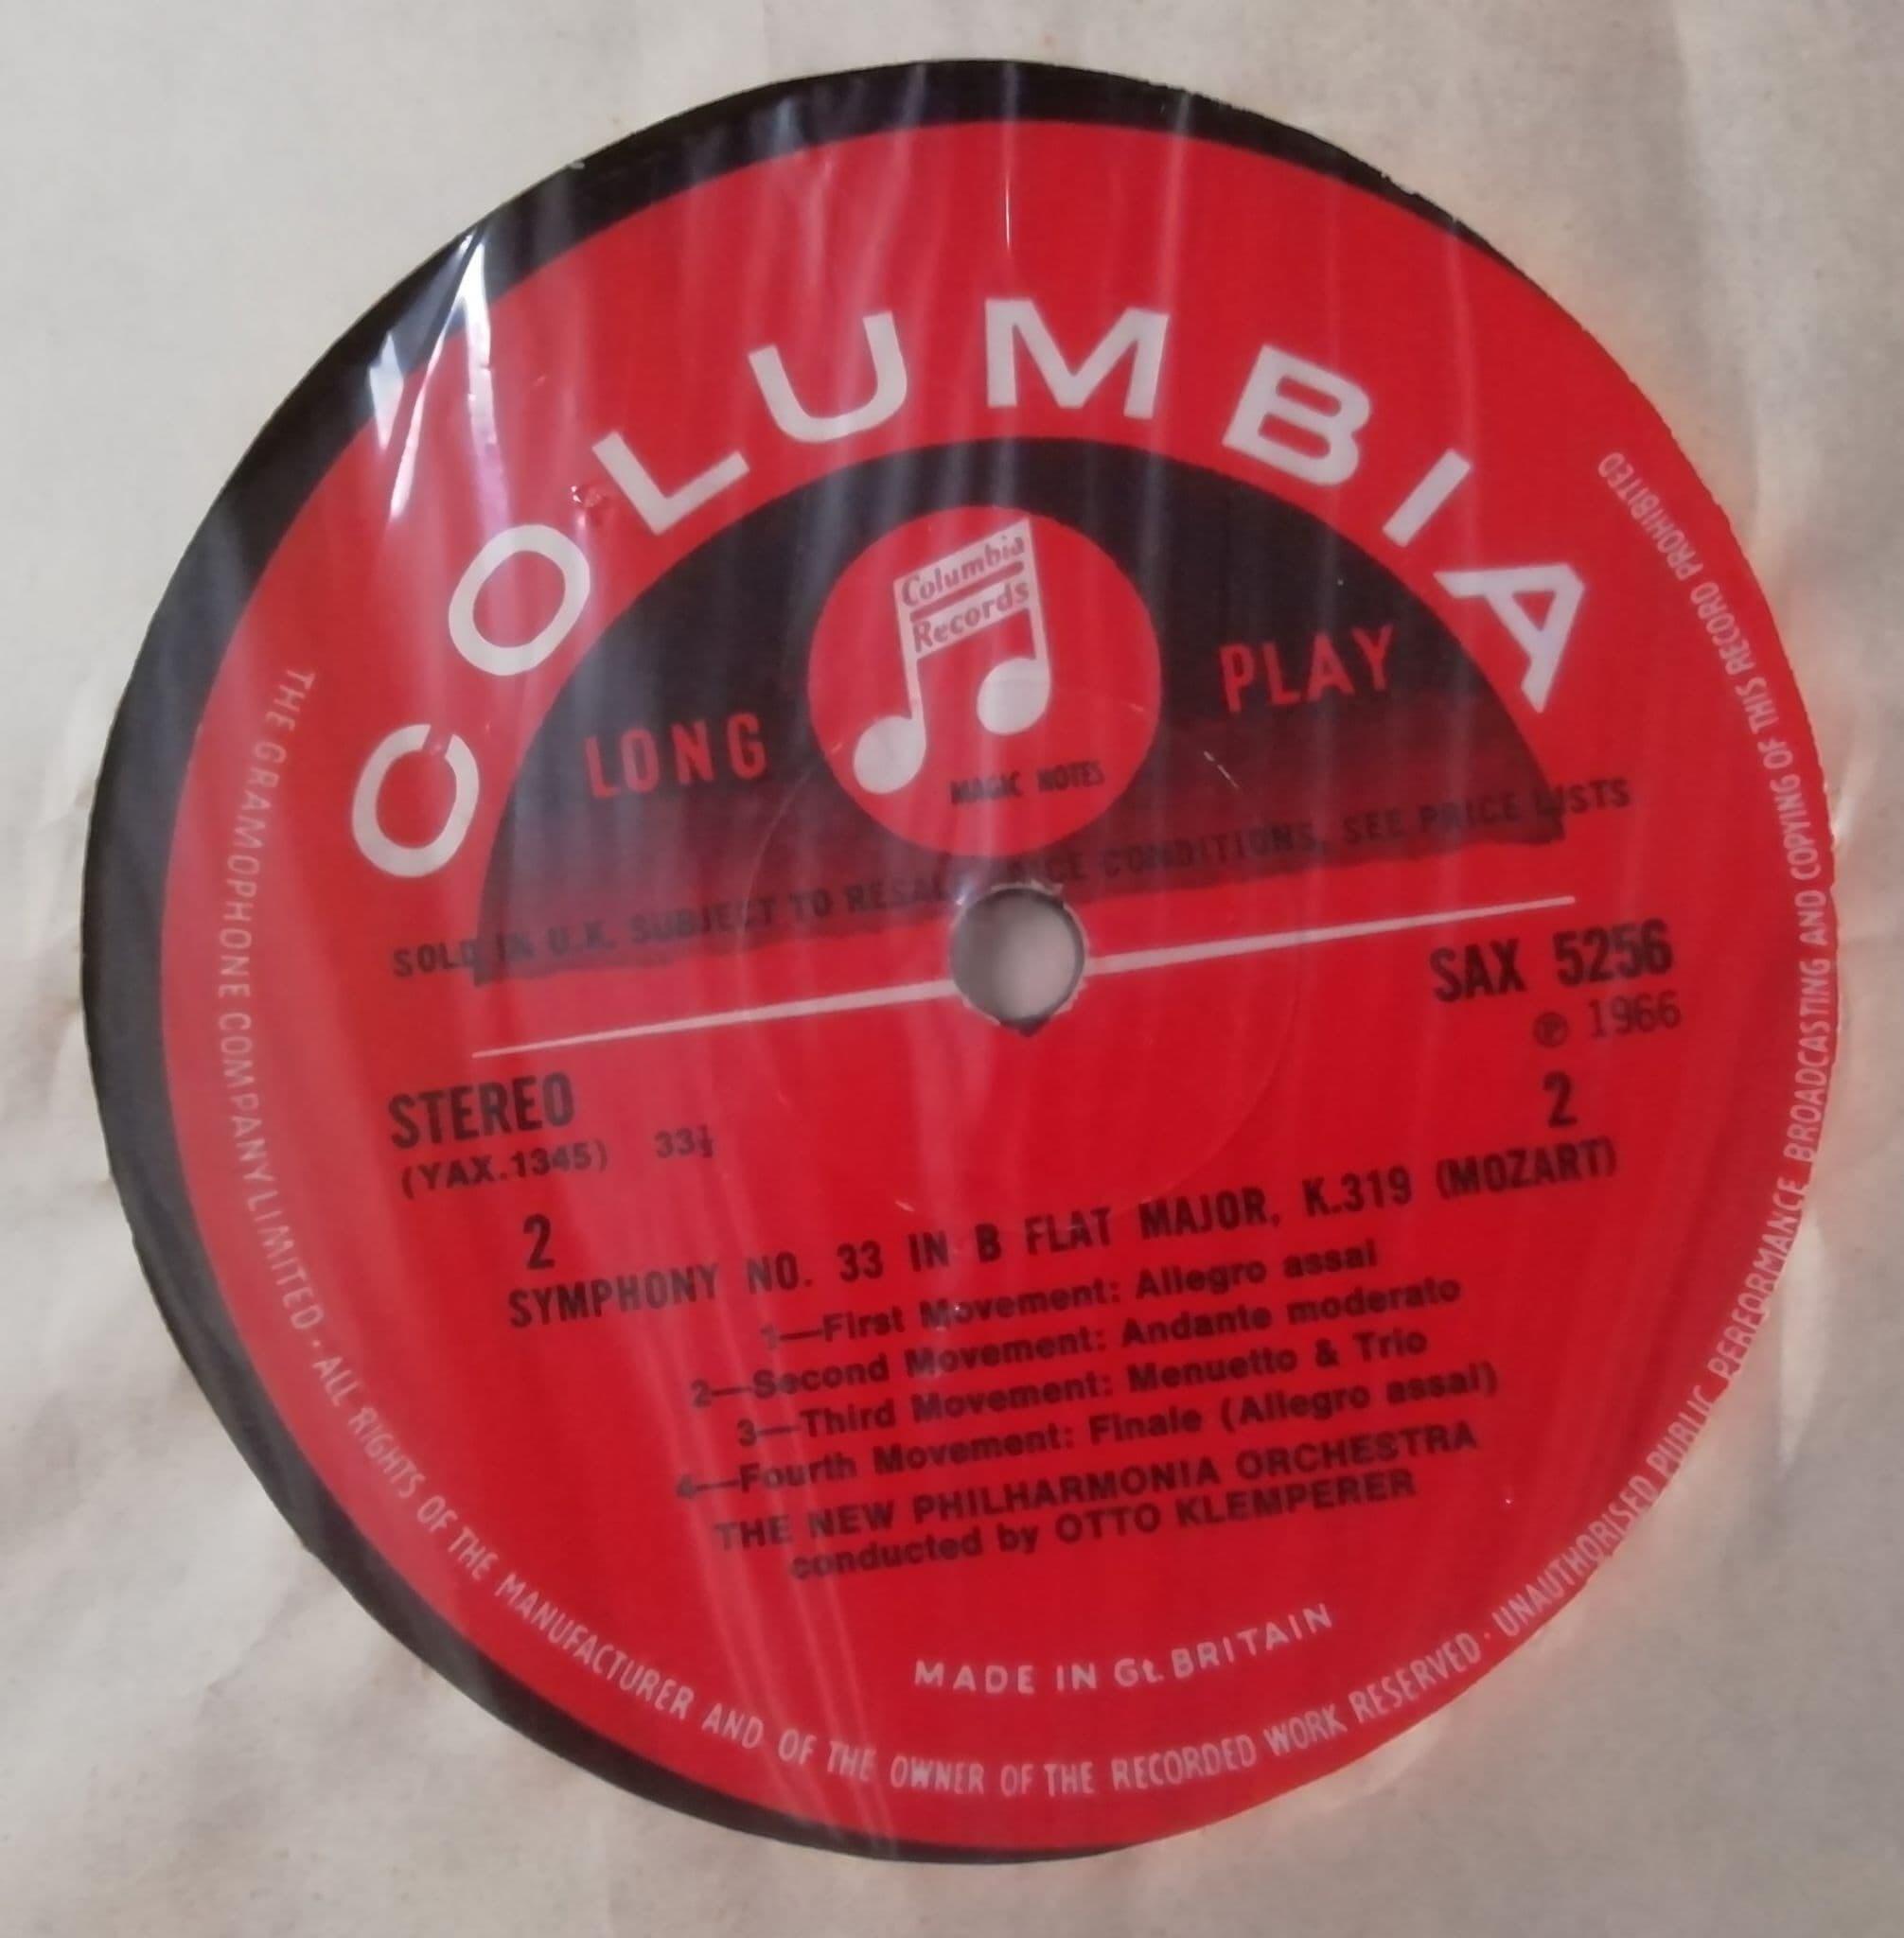 COLUMBIA
Columbia
Records
LONG PLAY
MAGIC NOTES
SOLD IN U.K. SUBJECT TO RESALE PRICE CONDITIONS, SEE PRICE LISTS
SAX 5256
℗ 1966
STEREO
2
(YAX.1345) 33⅓
2
SYMPHONY NO. 33 IN B FLAT MAJOR, K.319 (MOZART)
1—First Movement: Allegro assai
2—Second Movement: Andante moderato
3—Third Movement: Menuetto & Trio
4—Fourth Movement: Finale (Allegro assai)
THE NEW PHILHARMONIA ORCHESTRA
conducted by OTTO KLEMPERER
MADE IN Gt. BRITAIN
THE GRAMOPHONE COMPANY LIMITED · ALL RIGHTS OF THE MANUFACTURER AND OF THE OWNER OF THE RECORDED WORK RESERVED · UNAUTHORISED PUBLIC PERFORMANCE BROADCASTING AND COPYING OF THIS RECORD PROHIBITED